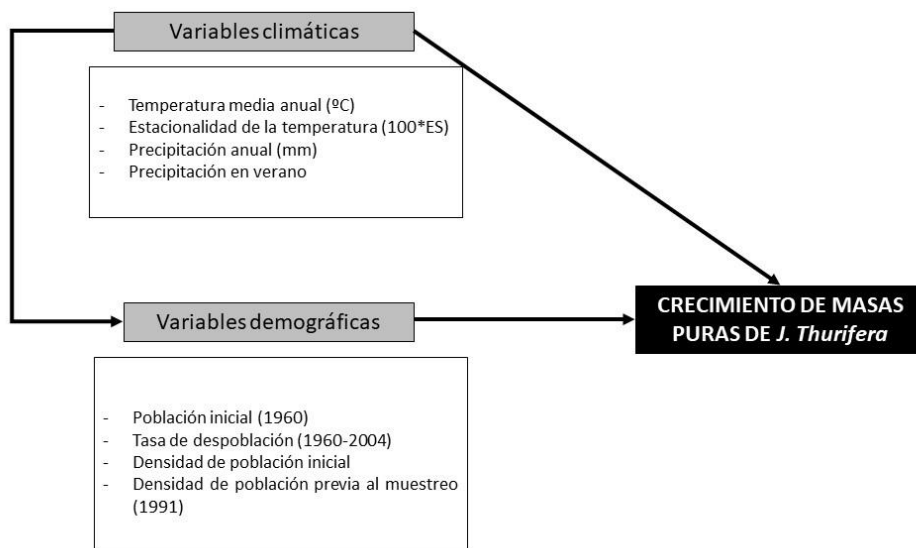 Variables climáticas
- Temperatura media anual (ºC)
- Estacionalidad de la temperatura (100*ES)
- Precipitación anual (mm)
- Precipitación en verano
Variables demográficas
CRECIMIENTO DE MASAS
PURAS DE J. Thurifera
- Población inicial (1960)
- Tasa de despoblación (1960-2004)
- Densidad de población inicial
- Densidad de población previa al muestreo
(1991)